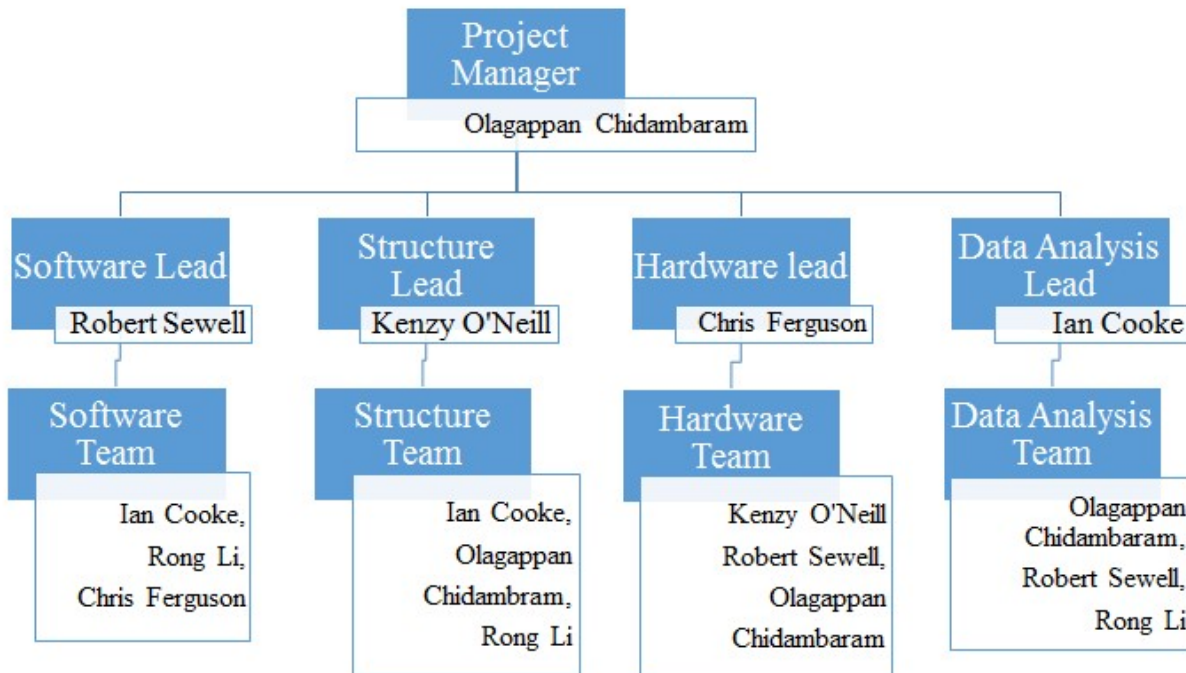 Project
Manager
Olagappan Chidambaram
Software Lead
Robert Sewell
Structure
Lead
Kenzy O'Neill
Hardware lead
Chris Ferguson
Data Analysis
Lead
Ian Cooke
Software
Team
Ian Cooke,
Rong Li,
Chris Ferguson
Structure
Team
Ian Cooke,
Olagappan
Chidambram,
Rong Li
Hardware
Team
Kenzy O'Neill
Robert Sewell,
Olagappan
Chidambaram
Data Analysis
Team
Olagappan
Chidambaram,
Robert Sewell,
Rong Li